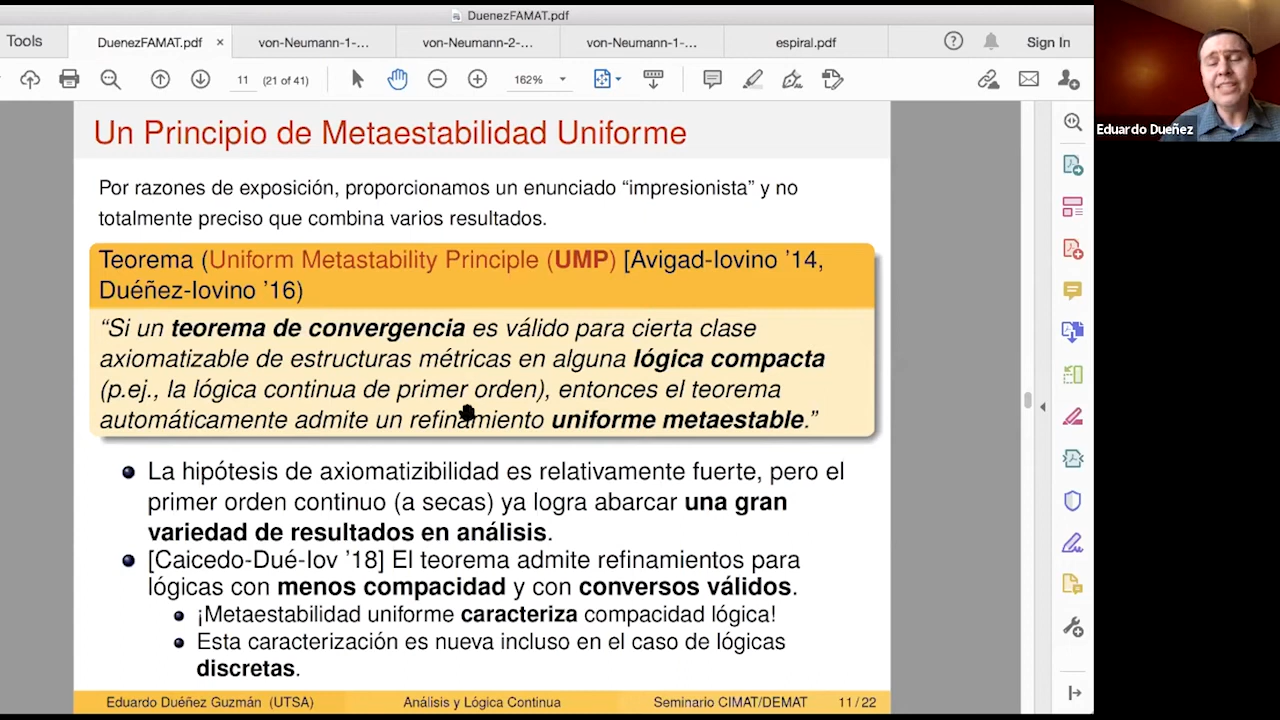 DuenezFAMAT.pdf
Tools
DuenezFAMAT.pdf ×
von-Neumann-1-...
von-Neumann-2-...
von-Neumann-1-...
espiral.pdf
Sign In
11 (21 of 41)
162%
Eduardo Dueñez
Un Principio de Metaestabilidad Uniforme
Por razones de exposición, proporcionamos un enunciado “impresionista” y no
totalmente preciso que combina varios resultados.
Teorema (Uniform Metastability Principle (UMP) [Avigad-Iovino ’14,
Duéñez-Iovino ’16)
“Si un teorema de convergencia es válido para cierta clase
axiomatizable de estructuras métricas en alguna lógica compacta
(p.ej., la lógica continua de primer orden), entonces el teorema
automáticamente admite un refinamiento uniforme metaestable.”
La hipótesis de axiomatizibilidad es relativamente fuerte, pero el
primer orden continuo (a secas) ya logra abarcar una gran
variedad de resultados en análisis.
[Caicedo-Dué-Iov ’18] El teorema admite refinamientos para
lógicas con menos compacidad y con conversos válidos.
¡Metaestabilidad uniforme caracteriza compacidad lógica!
Esta caracterización es nueva incluso en el caso de lógicas
discretas.
Eduardo Duéñez Guzmán (UTSA) Análisis y Lógica Continua Seminario CIMAT/DEMAT 11 / 22